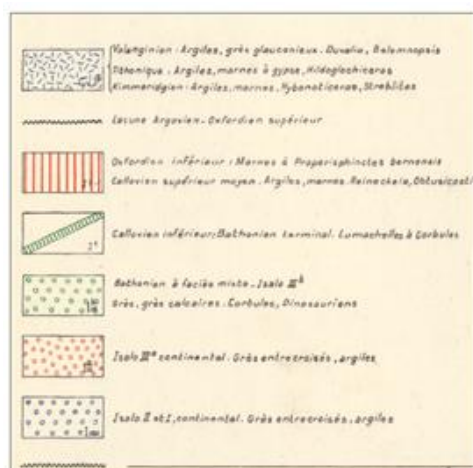 Valanginien: Argiles, grès glauconieux. Duvalia, Belemnopsis
Tithonique: Argiles, marnes à gypse, Hildoglochiceras
Kimmeridgien: Argiles, marnes, Hybonoticeras, Streblites
Lacune Argovien-Oxfordien supérieur
Oxfordien inférieur: Marnes à Properisphinctes bernensis
Callovien supérieur moyen. Argiles, marnes. Reineckeia, Obtusicosti
Callovien inférieur: Bathonien terminal. Lumachelles à Corbules
Bathonien à faciès mixte. Isalo III b
Grès, grès calcaires. Corbules, Dinosauriens
Isalo III a continental. Grès entrecroisés, argiles
Isalo II et I, continental. Grès entrecroisés, argiles